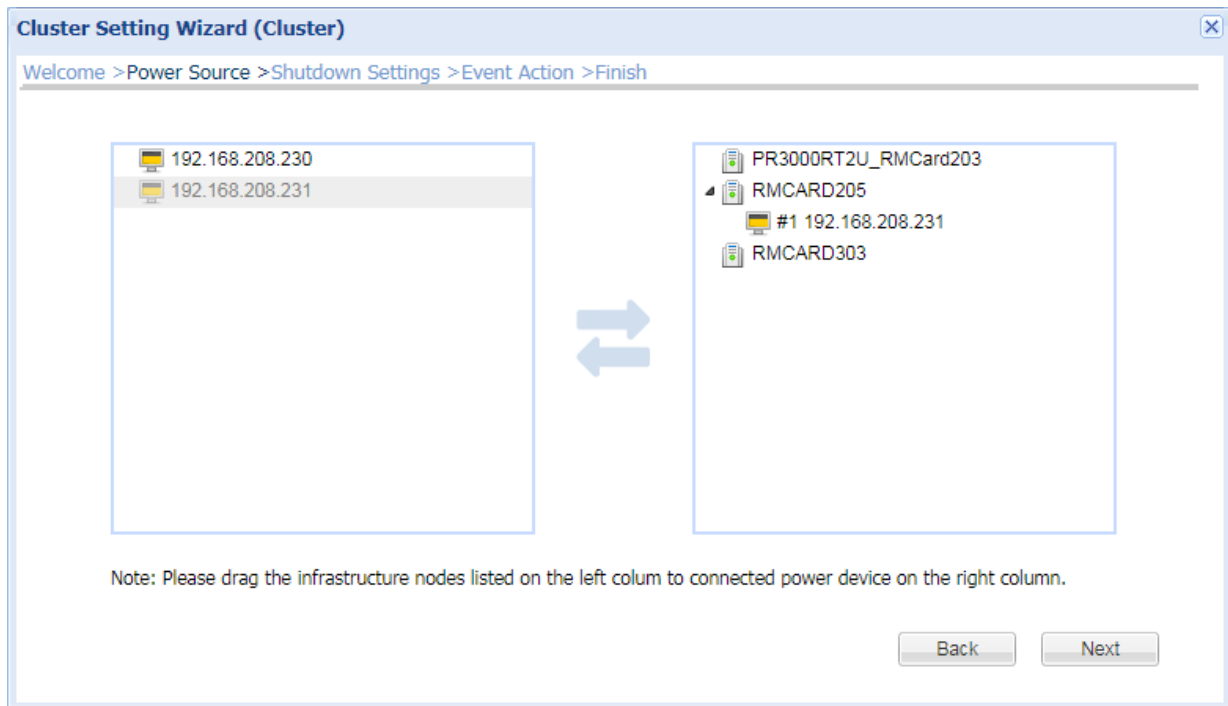 Cluster Setting Wizard (Cluster)
Welcome >Power Source >Shutdown Settings >Event Action >Finish
192.168.208.230
192.168.208.231
PR3000RT2U_RMCard203
RMCARD205
#1 192.168.208.231
RMCARD303
Note: Please drag the infrastructure nodes listed on the left colum to connected power device on the right column.
Back
Next